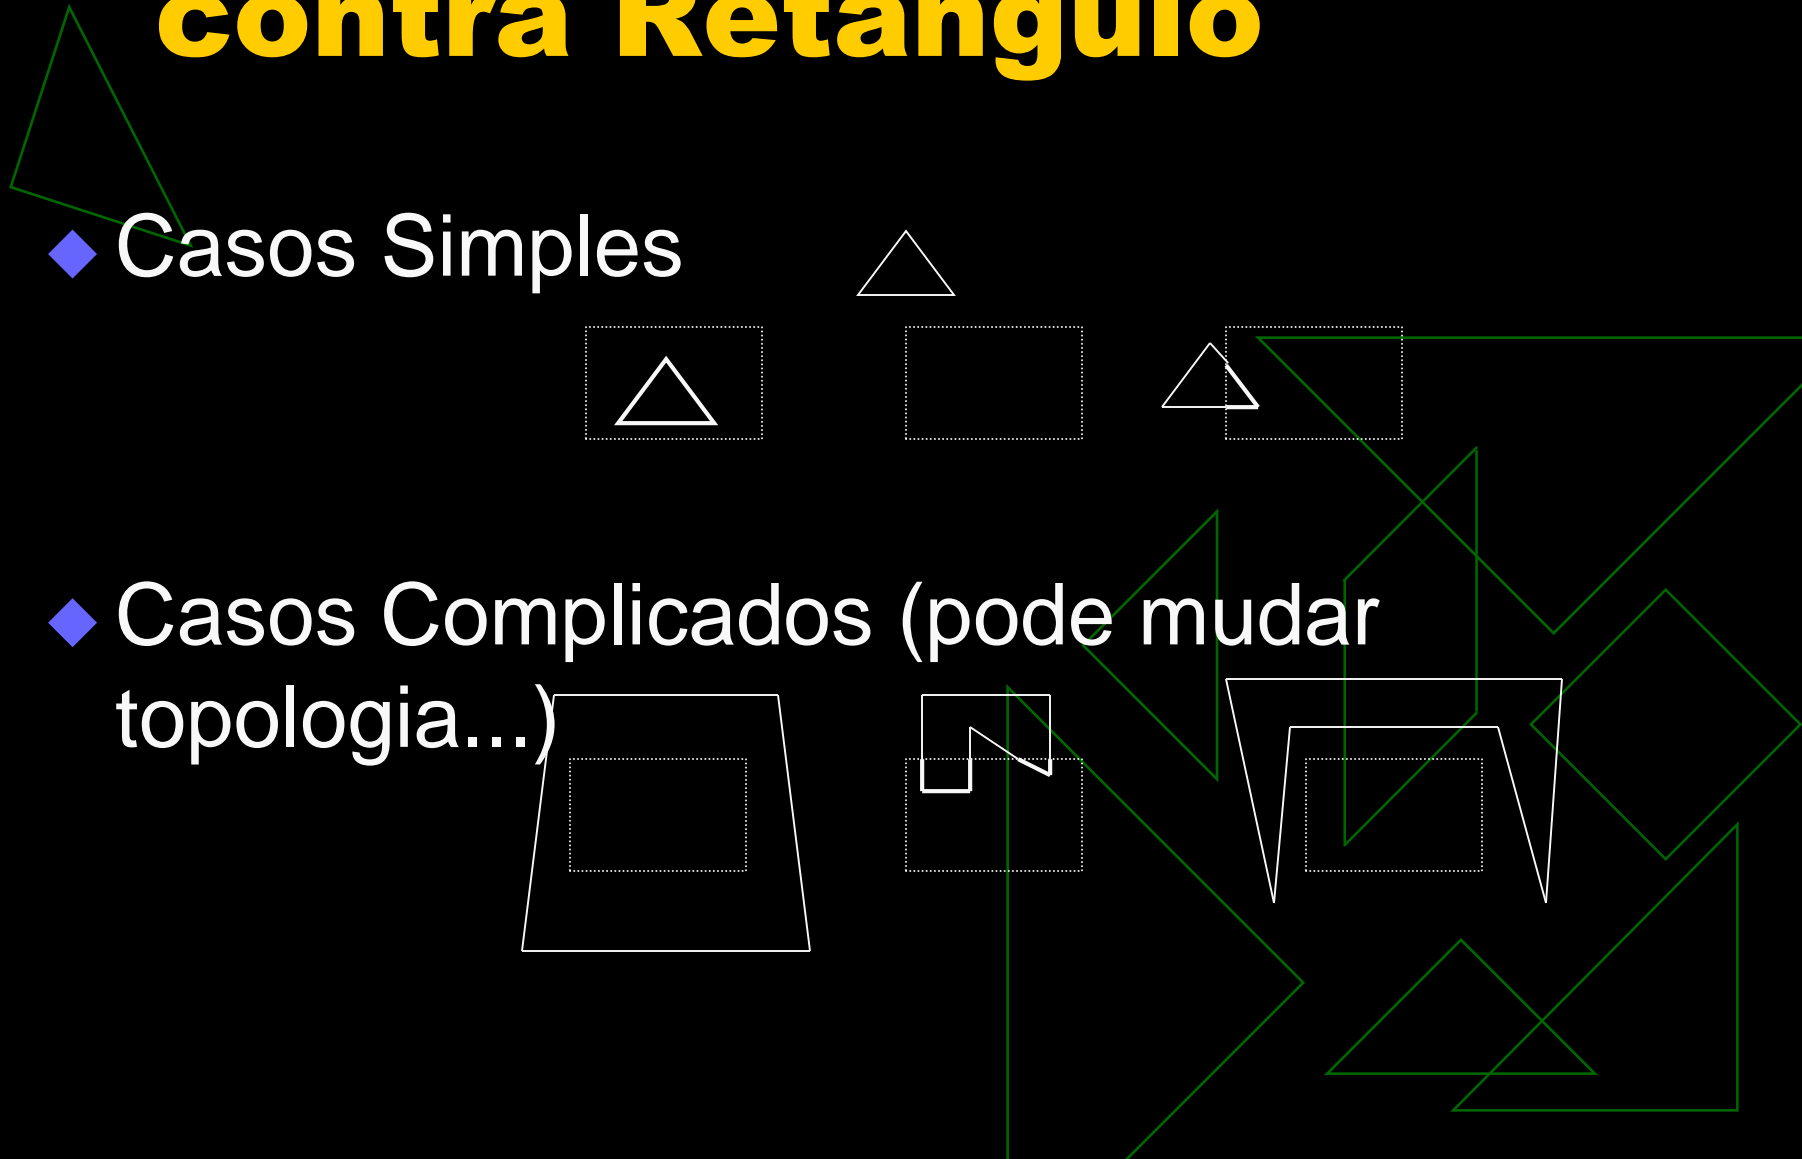 contra Retângulo
Casos Simples
Casos Complicados (pode mudar
topologia...)